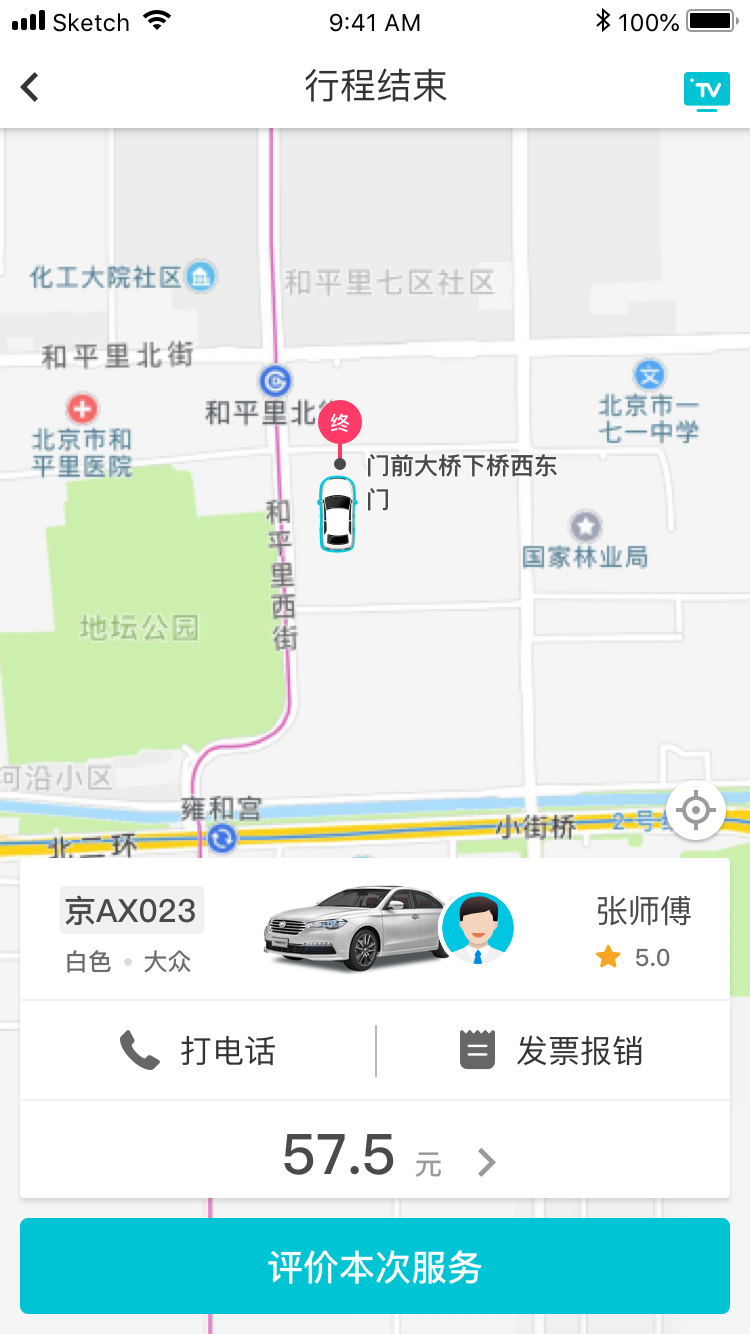 Sketch
9:41 AM
100%
行程结束
TV
化工大院社区
和平里七区社区
和平里北街
和平里北
终
北京市和
平里医院
北京市一
七一中学
门前大桥下桥西东
门
和平里西街
国家林业局
地坛公园
河沿小区
雍和宫
小街桥
2号
北二环
京AX023
张师傅
白色
大众
5.0
打电话
发票报销
57.5 元
评价本次服务